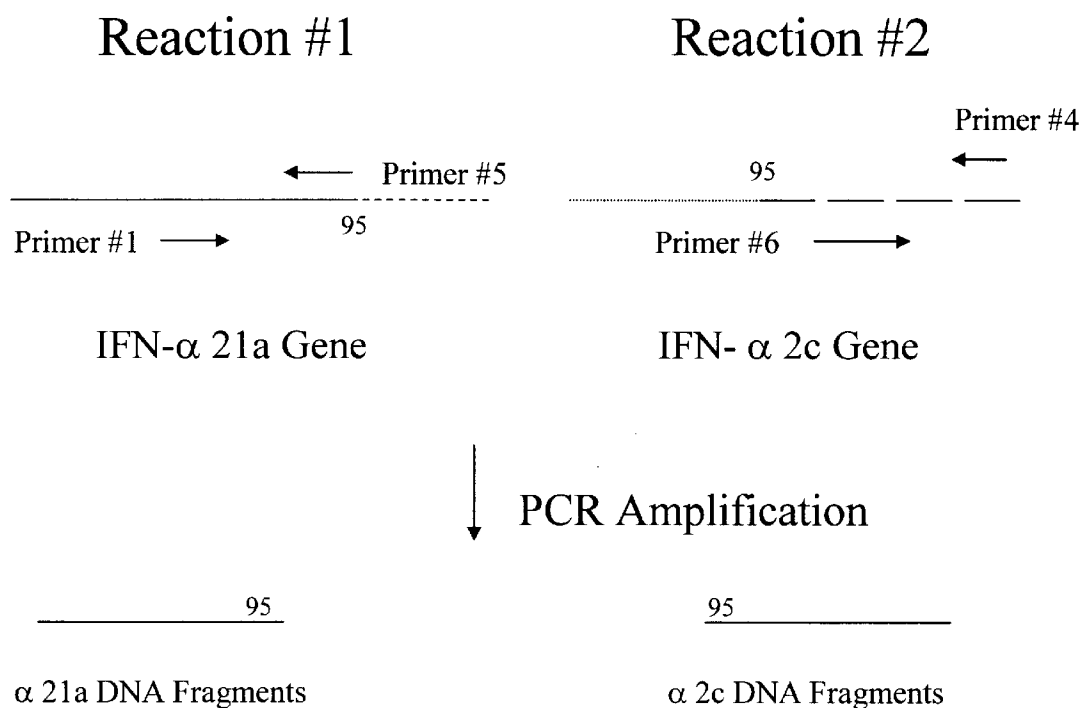 Reaction #1
Reaction #2
Primer #4
Primer #5
95
95
Primer #1
Primer #6
IFN-α 21a Gene
IFN- α 2c Gene
PCR Amplification
95
95
α 21a DNA Fragments
α 2c DNA Fragments